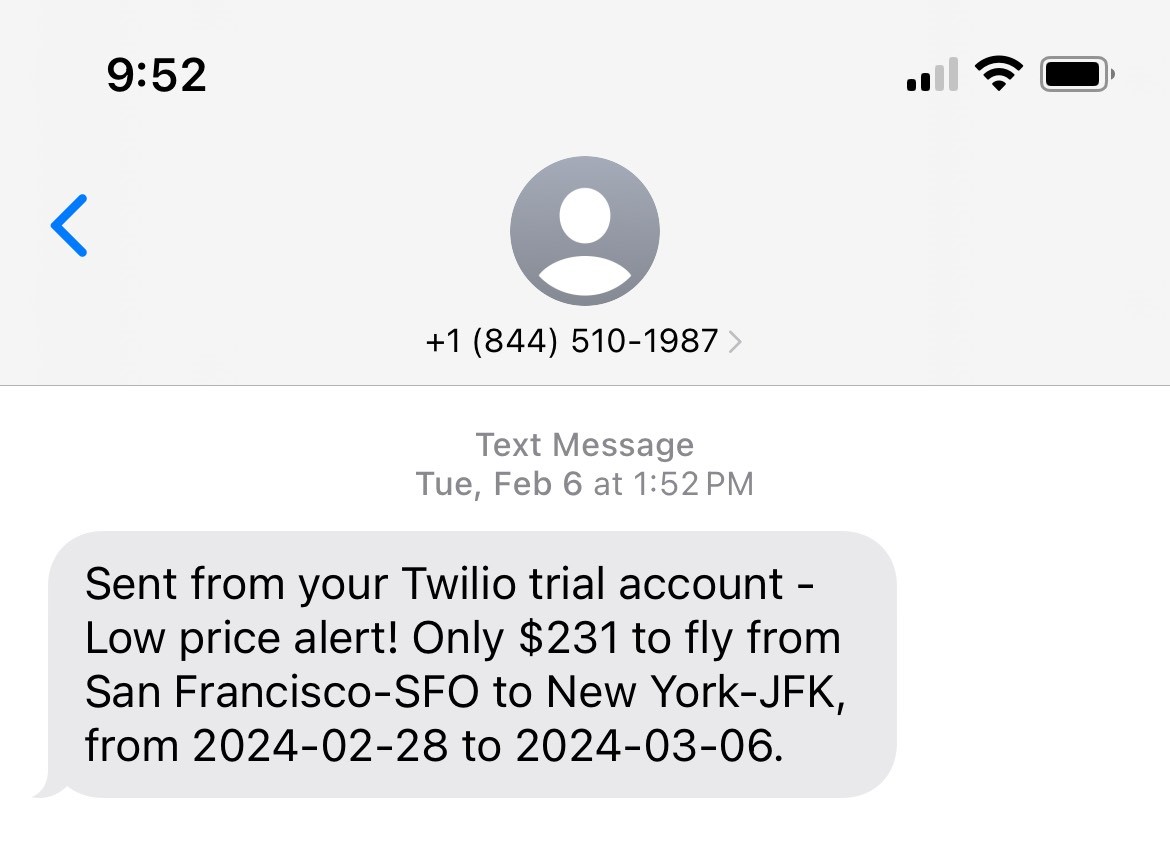 9:52
+1 (844) 510-1987
Text Message
Tue, Feb 6 at 1:52 PM
Sent from your Twilio trial account -
Low price alert! Only $231 to fly from
San Francisco-SFO to New York-JFK,
from 2024-02-28 to 2024-03-06.